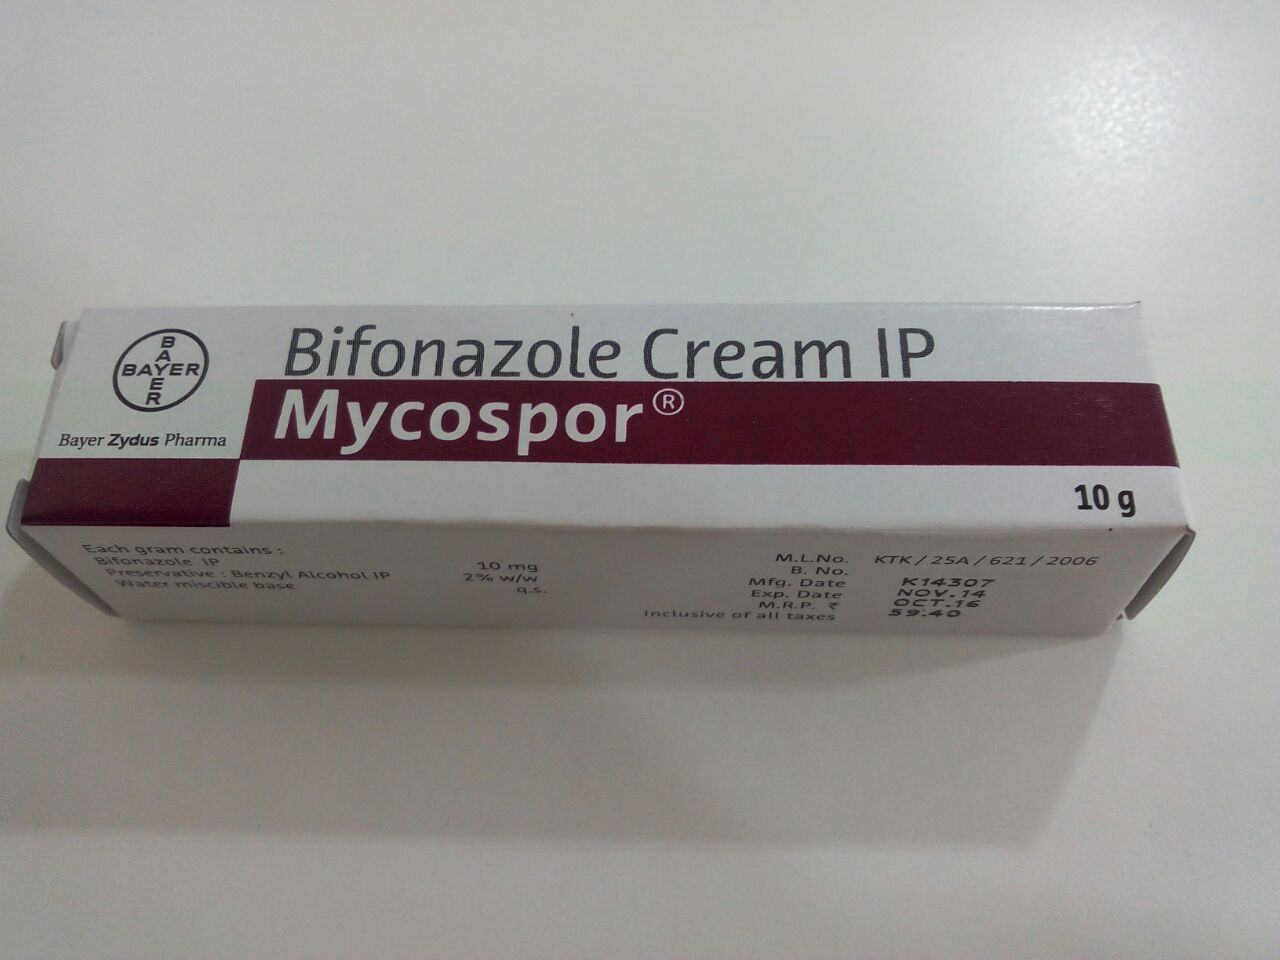 BAYER
BAYER
Bayer Zydus Pharma
Bifonazole Cream IP
Mycospor®
10 g
Each gram contains :
Bifonazole IP 10 mg
Preservative : Benzyl Alcohol IP 2% w/w
Water miscible base q.s.
M.L.No. KTK / 25A / 621 / 2006
B. No. K14307
Mfg. Date NOV.14
Exp. Date OCT.16
M.R.P. ₹ 59.40
Inclusive of all taxes